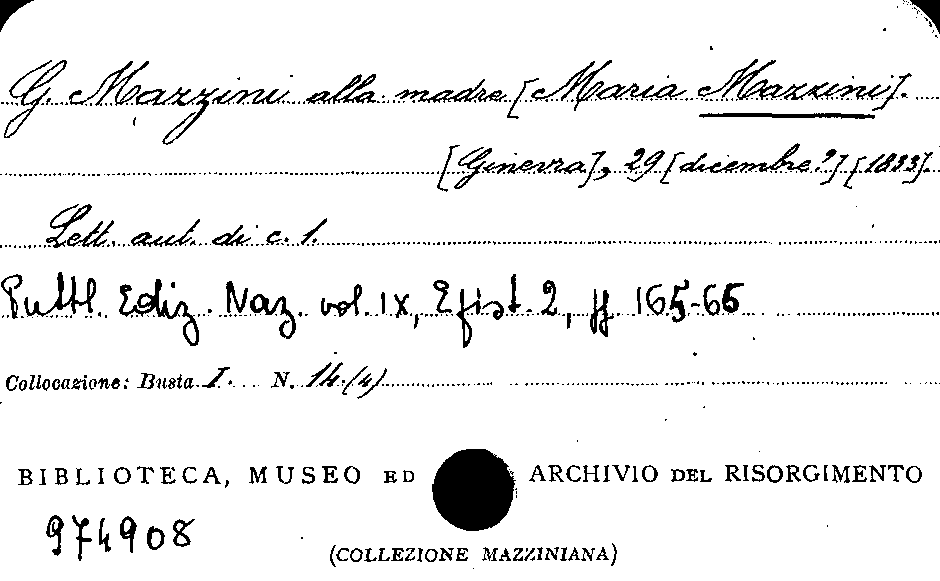 G. Mazzini alla madre [Maria Mazzini].
[Ginevra], 29 [dicembre?] [1833].
Lett. aut. di c. 1.
Pubbl. Ediz. Naz. vol. IX, Epist. 2, pp. 165-66
Collocazione: Busta I. N. 14.(4)
BIBLIOTECA, MUSEO ED ARCHIVIO DEL RISORGIMENTO
974908
(COLLEZIONE MAZZINIANA)